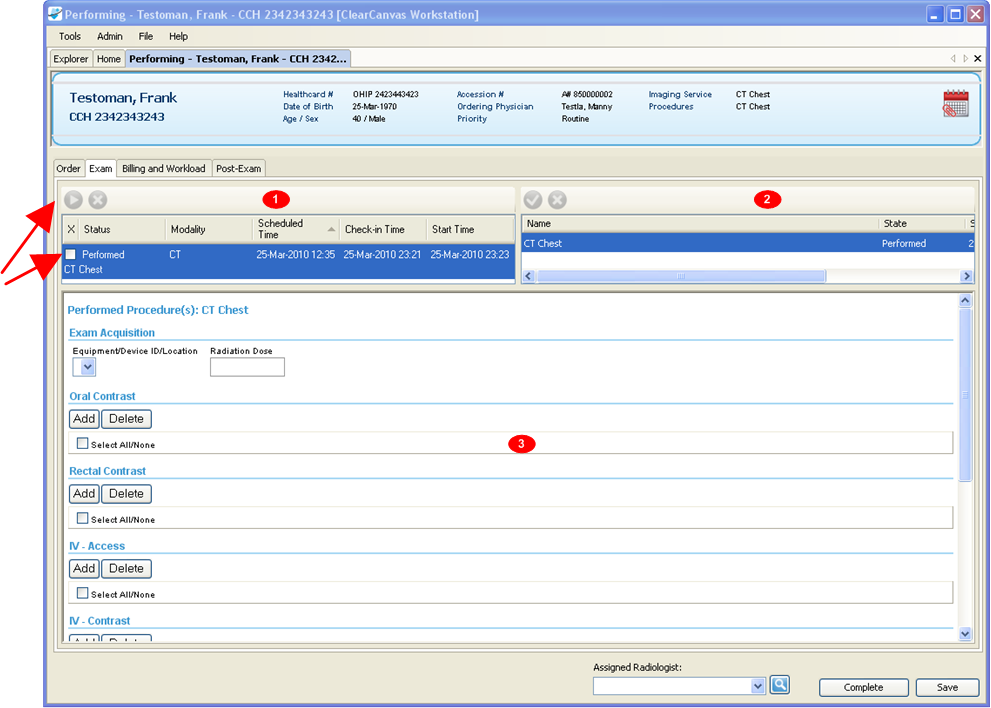 Performing - Testoman, Frank - CCH 2342343243 [ClearCanvas Workstation]
Tools Admin File Help
Explorer Home Performing - Testoman, Frank - CCH 2342...
Testoman, Frank
CCH 2342343243
Healthcard # OHIP 2423443423
Date of Birth 25-Mar-1970
Age / Sex 40 / Male
Accession # A# 850000002
Ordering Physician Testla, Manny
Priority Routine
Imaging Service CT Chest
Procedures CT Chest
Order Exam Billing and Workload Post-Exam
1
X Status Modality Scheduled Time Check-in Time Start Time
Performed CT 25-Mar-2010 12:35 25-Mar-2010 23:21 25-Mar-2010 23:23
CT Chest
2
Name State S
CT Chest Performed 2
Performed Procedure(s): CT Chest
Exam Acquisition
Equipment/Device ID/Location Radiation Dose
Oral Contrast
Add Delete
Select All/None
3
Rectal Contrast
Add Delete
Select All/None
IV - Access
Add Delete
Select All/None
IV - Contrast
Add Delete
Assigned Radiologist:
Complete Save